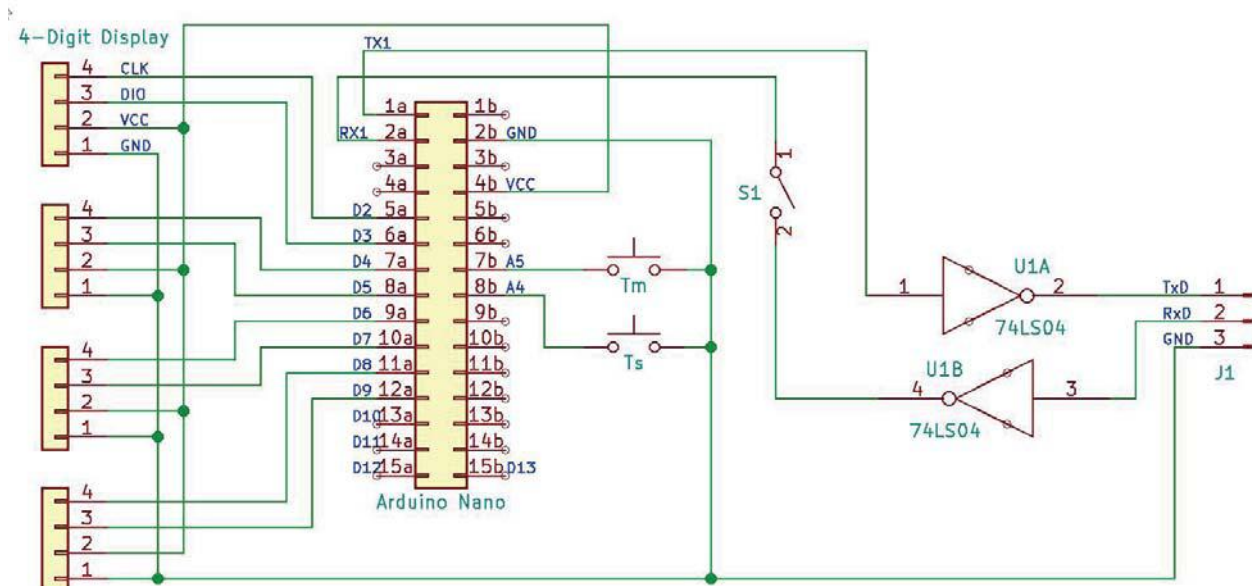 4-Digit Display
4 CLK
3 DIO
2 VCC
1 GND
4
3
2
1
4
3
2
1
4
3
2
1
TX1
RX1
1a 1b
2a 2b GND
3a 3b
4a 4b VCC
D2 5a 5b
D3 6a 6b
D4 7a 7b A5
D5 8a 8b A4
D6 9a 9b
D7 10a 10b
D8 11a 11b
D9 12a 12b
D10 13a 13b
D11 14a 14b
D12 15a 15b D13
Arduino Nano
Tm
Ts
S1
1
2
1 U1A 2
74LS04
U1B
4 3
74LS04
TxD 1
RxD 2
GND 3
J1